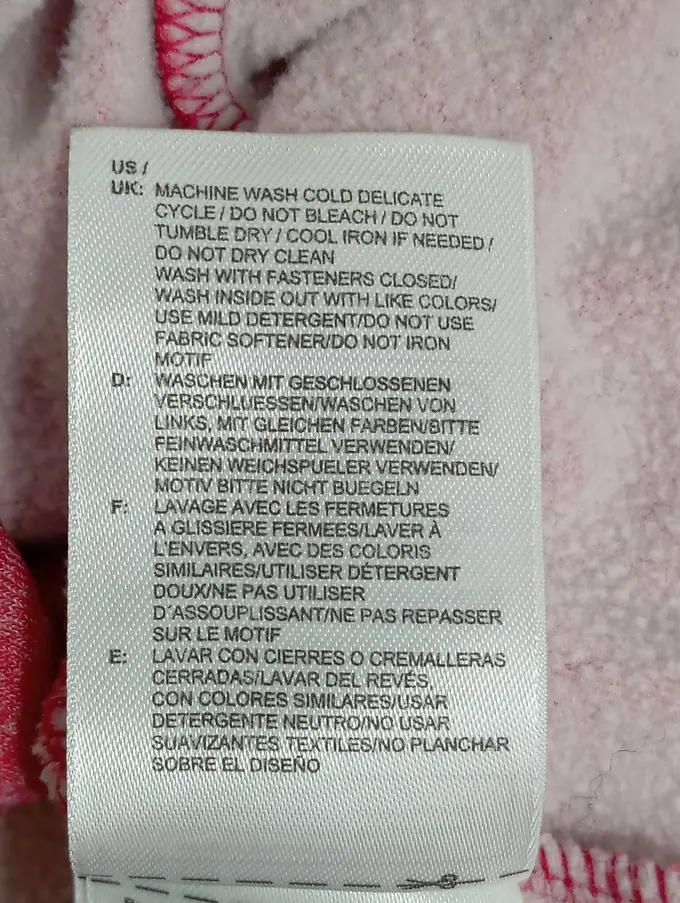 US /
UK: MACHINE WASH COLD DELICATE
CYCLE / DO NOT BLEACH / DO NOT
TUMBLE DRY / COOL IRON IF NEEDED /
DO NOT DRY CLEAN
WASH WITH FASTENERS CLOSED/
WASH INSIDE OUT WITH LIKE COLORS/
USE MILD DETERGENT/DO NOT USE
FABRIC SOFTENER/DO NOT IRON
MOTIF
D: WASCHEN MIT GESCHLOSSENEN
VERSCHLUESSEN/WASCHEN VON
LINKS, MIT GLEICHEN FARBEN/BITTE
FEINWASCHMITTEL VERWENDEN/
KEINEN WEICHSPUELER VERWENDEN/
MOTIV BITTE NICHT BUEGELN
F: LAVAGE AVEC LES FERMETURES
A GLISSIERE FERMEES/LAVER À
L'ENVERS, AVEC DES COLORIS
SIMILAIRES/UTILISER DÉTERGENT
DOUX/NE PAS UTILISER
D'ASSOUPLISSANT/NE PAS REPASSER
SUR LE MOTIF
E: LAVAR CON CIERRES O CREMALLERAS
CERRADAS/LAVAR DEL REVÉS,
CON COLORES SIMILARES/USAR
DETERGENTE NEUTRO/NO USAR
SUAVIZANTES TEXTILES/NO PLANCHAR
SOBRE EL DISEÑO